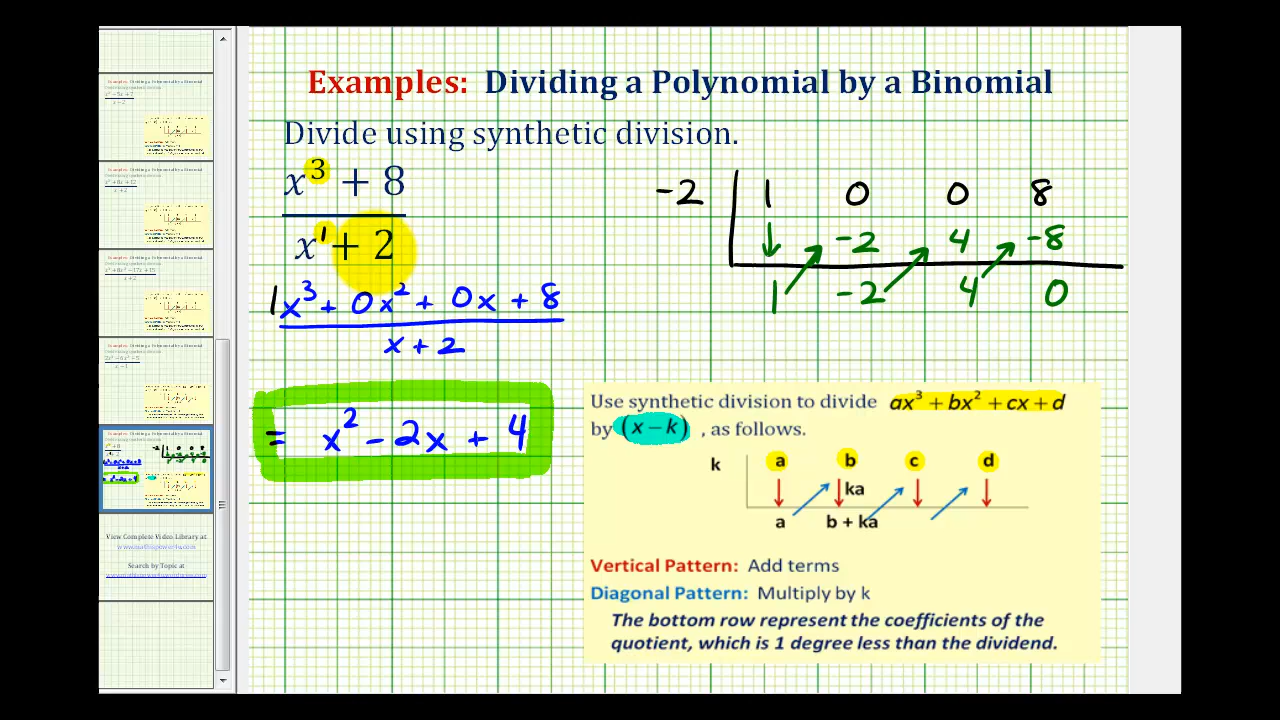 Examples: Dividing a Polynomial by a Binomial
Divide using synthetic division.
x³ + 8
x¹ + 2
1x³ + 0x² + 0x + 8
x + 2
= x² - 2x + 4
-2 1 0 0 8
-2 4 -8
1 -2 4 0
Use synthetic division to divide ax³ + bx² + cx + d
by (x – k) , as follows.
k a b c d
ka
a b + ka
Vertical Pattern: Add terms
Diagonal Pattern: Multiply by k
The bottom row represent the coefficients of the
quotient, which is 1 degree less than the dividend.
View Complete Video Library at
Search by Topic at